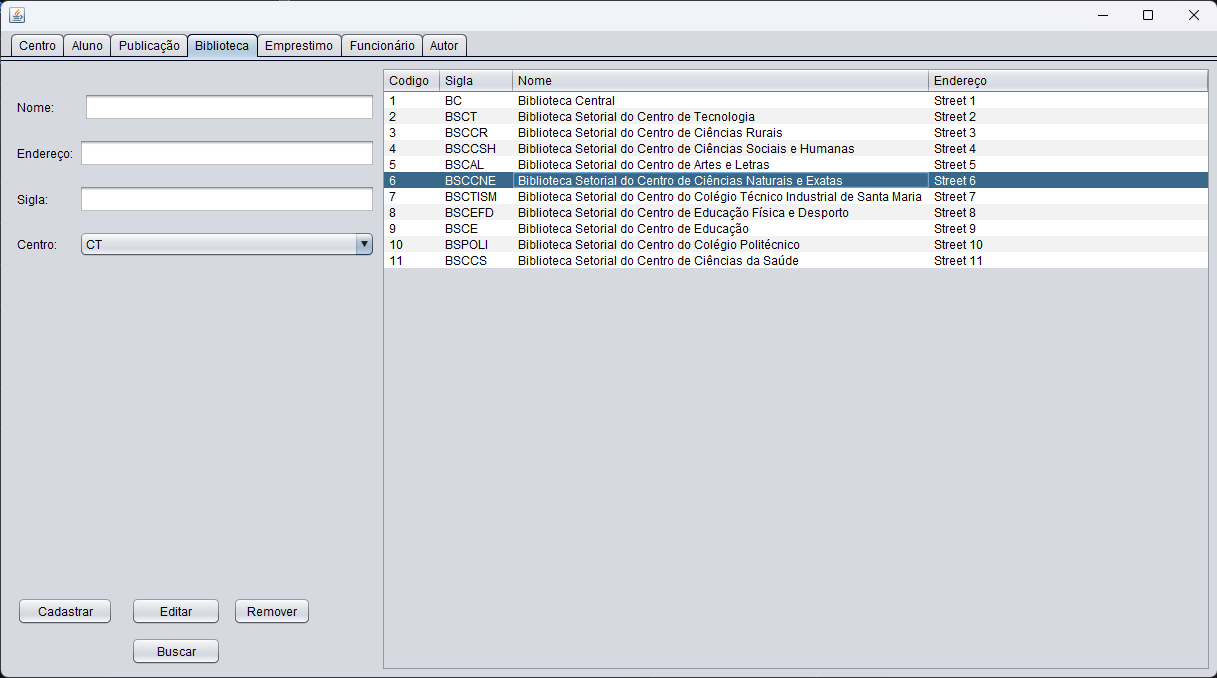 Centro Aluno Publicação Biblioteca Emprestimo Funcionário Autor
Nome:
Endereço:
Sigla:
Centro: CT
Cadastrar Editar Remover
Buscar
Codigo Sigla Nome Endereço
1 BC Biblioteca Central Street 1
2 BSCT Biblioteca Setorial do Centro de Tecnologia Street 2
3 BSCCR Biblioteca Setorial do Centro de Ciências Rurais Street 3
4 BSCCSH Biblioteca Setorial do Centro de Ciências Sociais e Humanas Street 4
5 BSCAL Biblioteca Setorial do Centro de Artes e Letras Street 5
6 BSCCNE Biblioteca Setorial do Centro de Ciências Naturais e Exatas Street 6
7 BSCTISM Biblioteca Setorial do Centro do Colégio Técnico Industrial de Santa Maria Street 7
8 BSCEFD Biblioteca Setorial do Centro de Educação Física e Desporto Street 8
9 BSCE Biblioteca Setorial do Centro de Educação Street 9
10 BSPOLI Biblioteca Setorial do Centro do Colégio Politécnico Street 10
11 BSCCS Biblioteca Setorial do Centro de Ciências da Saúde Street 11